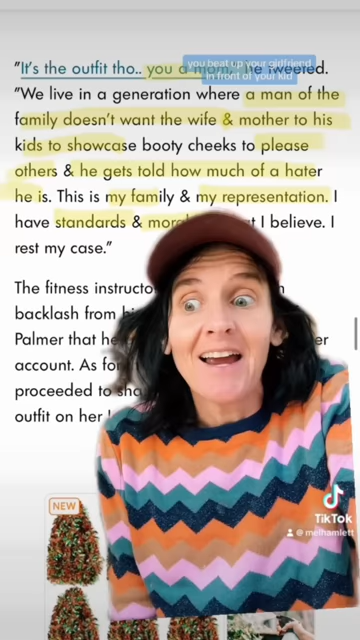 you beat up your girlfriend
in front of your kid
"It's the outfit tho.. you a mom," he tweeted.
"We live in a generation where a man of the
family doesn't want the wife & mother to his
kids to showcase booty cheeks to please
others & he gets told how much of a hater
he is. This is my family & my representation. I
have standards & I believe. I
rest my case."
The fitness
backlash from
Palmer that
account. As
proceeded to
outfit on her
NEW
TikTok
@ melhamlett